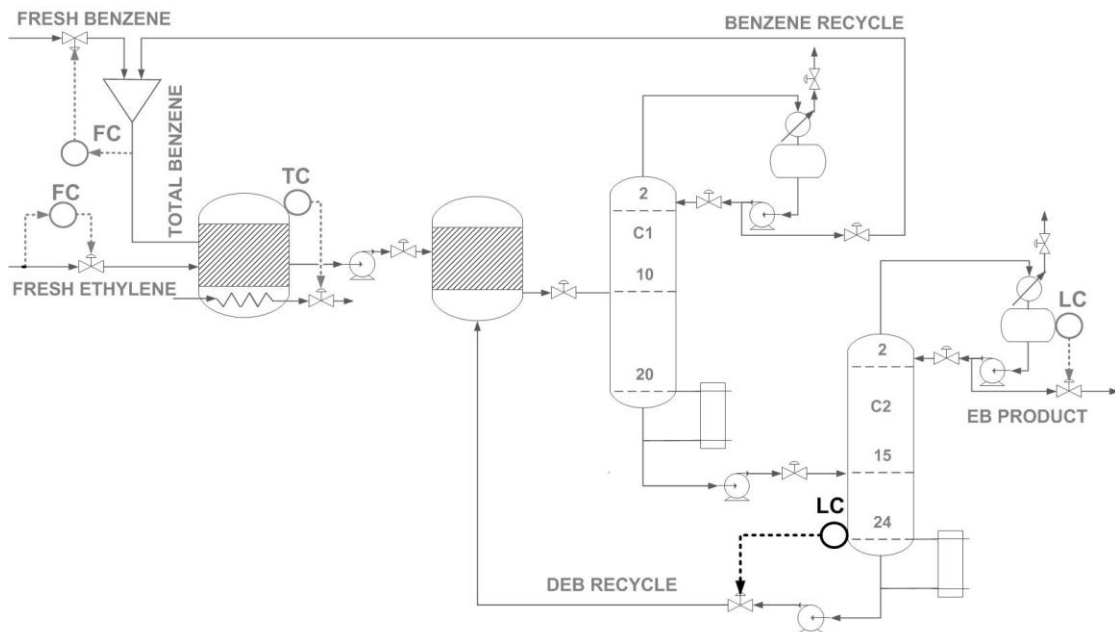 FRESH BENZENE
BENZENE RECYCLE
FC
TOTAL BENZENE
FC
TC
FRESH ETHYLENE
2
C1
10
20
LC
2
C2
EB PRODUCT
15
LC
24
DEB RECYCLE